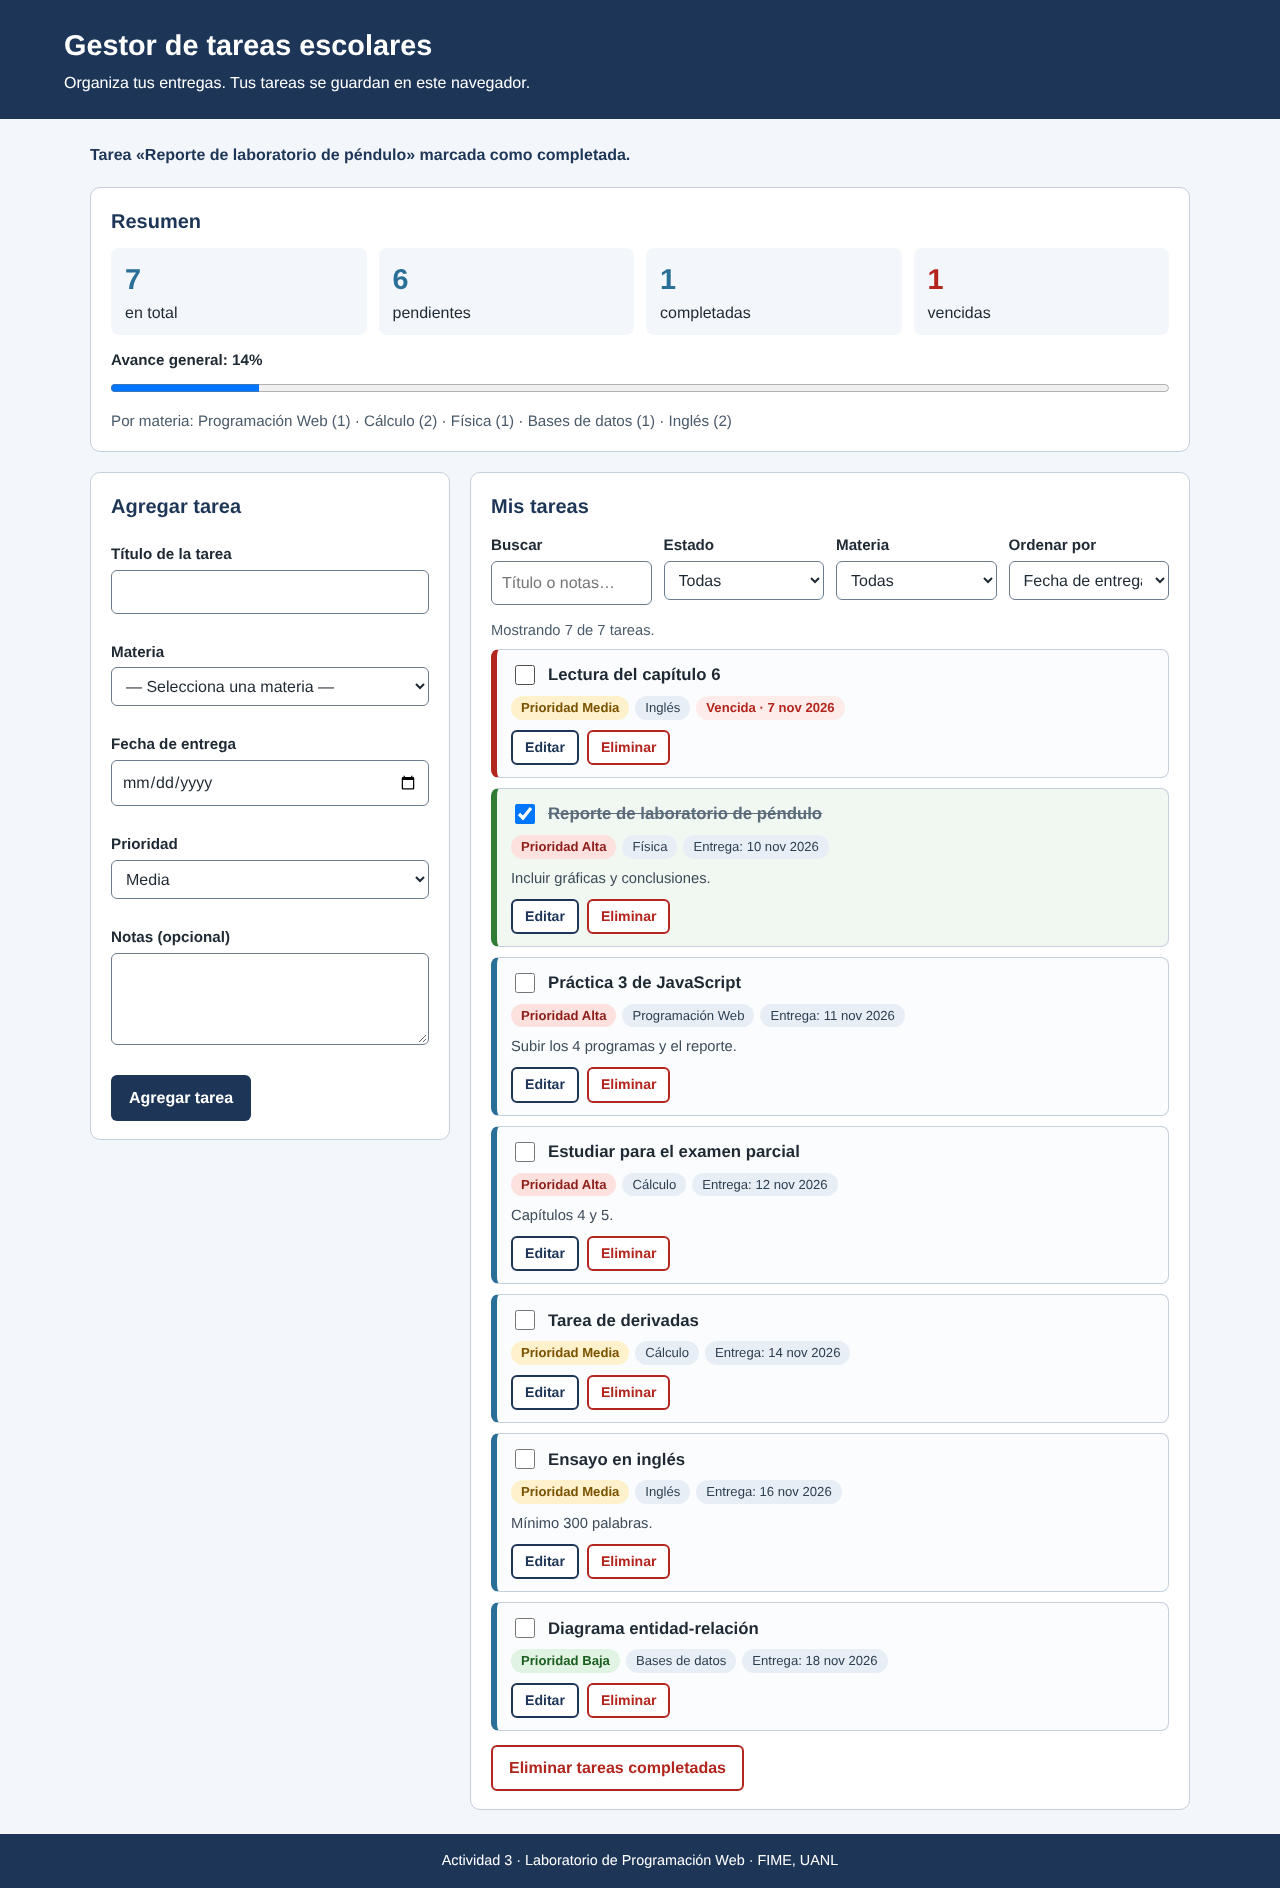 Gestor de tareas escolares
Organiza tus entregas. Tus tareas se guardan en este navegador.
Tarea «Reporte de laboratorio de péndulo» marcada como completada.
Resumen
7
en total
6
pendientes
1
completadas
1
vencidas
Avance general: 14%
Por materia: Programación Web (1) · Cálculo (2) · Física (1) · Bases de datos (1) · Inglés (2)
Agregar tarea
Título de la tarea
Materia
— Selecciona una materia —
Fecha de entrega
mm/dd/yyyy
Prioridad
Media
Notas (opcional)
Agregar tarea
Mis tareas
Buscar
Título o notas…
Estado
Todas
Materia
Todas
Ordenar por
Fecha de entrega
Mostrando 7 de 7 tareas.
Lectura del capítulo 6
Prioridad Media Inglés Vencida · 7 nov 2026
Editar Eliminar
Reporte de laboratorio de péndulo
Prioridad Alta Física Entrega: 10 nov 2026
Incluir gráficas y conclusiones.
Editar Eliminar
Práctica 3 de JavaScript
Prioridad Alta Programación Web Entrega: 11 nov 2026
Subir los 4 programas y el reporte.
Editar Eliminar
Estudiar para el examen parcial
Prioridad Alta Cálculo Entrega: 12 nov 2026
Capítulos 4 y 5.
Editar Eliminar
Tarea de derivadas
Prioridad Media Cálculo Entrega: 14 nov 2026
Editar Eliminar
Ensayo en inglés
Prioridad Media Inglés Entrega: 16 nov 2026
Mínimo 300 palabras.
Editar Eliminar
Diagrama entidad-relación
Prioridad Baja Bases de datos Entrega: 18 nov 2026
Editar Eliminar
Eliminar tareas completadas
Actividad 3 · Laboratorio de Programación Web · FIME, UANL